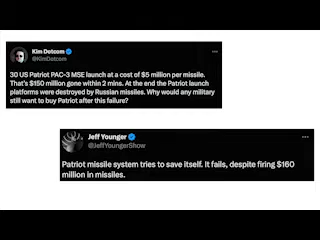 Kim Dotcom
@KimDotcom
30 US Patriot PAC-3 MSE launch at a cost of $5 million per missile.
That's $150 million gone within 2 mins. At the end the Patriot launch
platforms were destroyed by Russian missiles. Why would any military
still want to buy Patriot after this failure?
Jeff Younger
@JeffYoungerShow
Patriot missile system tries to save itself. It fails, despite firing $160
million in missiles.